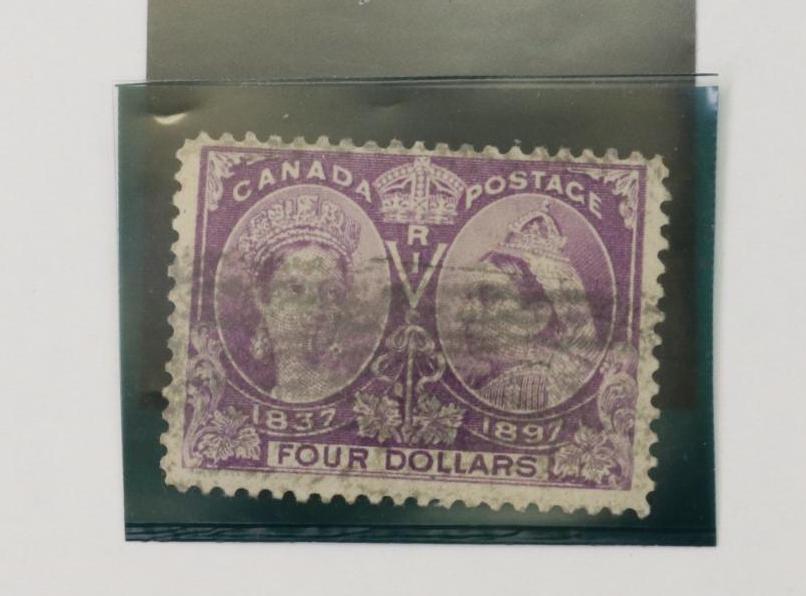 CANADA POSTAGE
R
I
V
1837 1897
FOUR DOLLARS